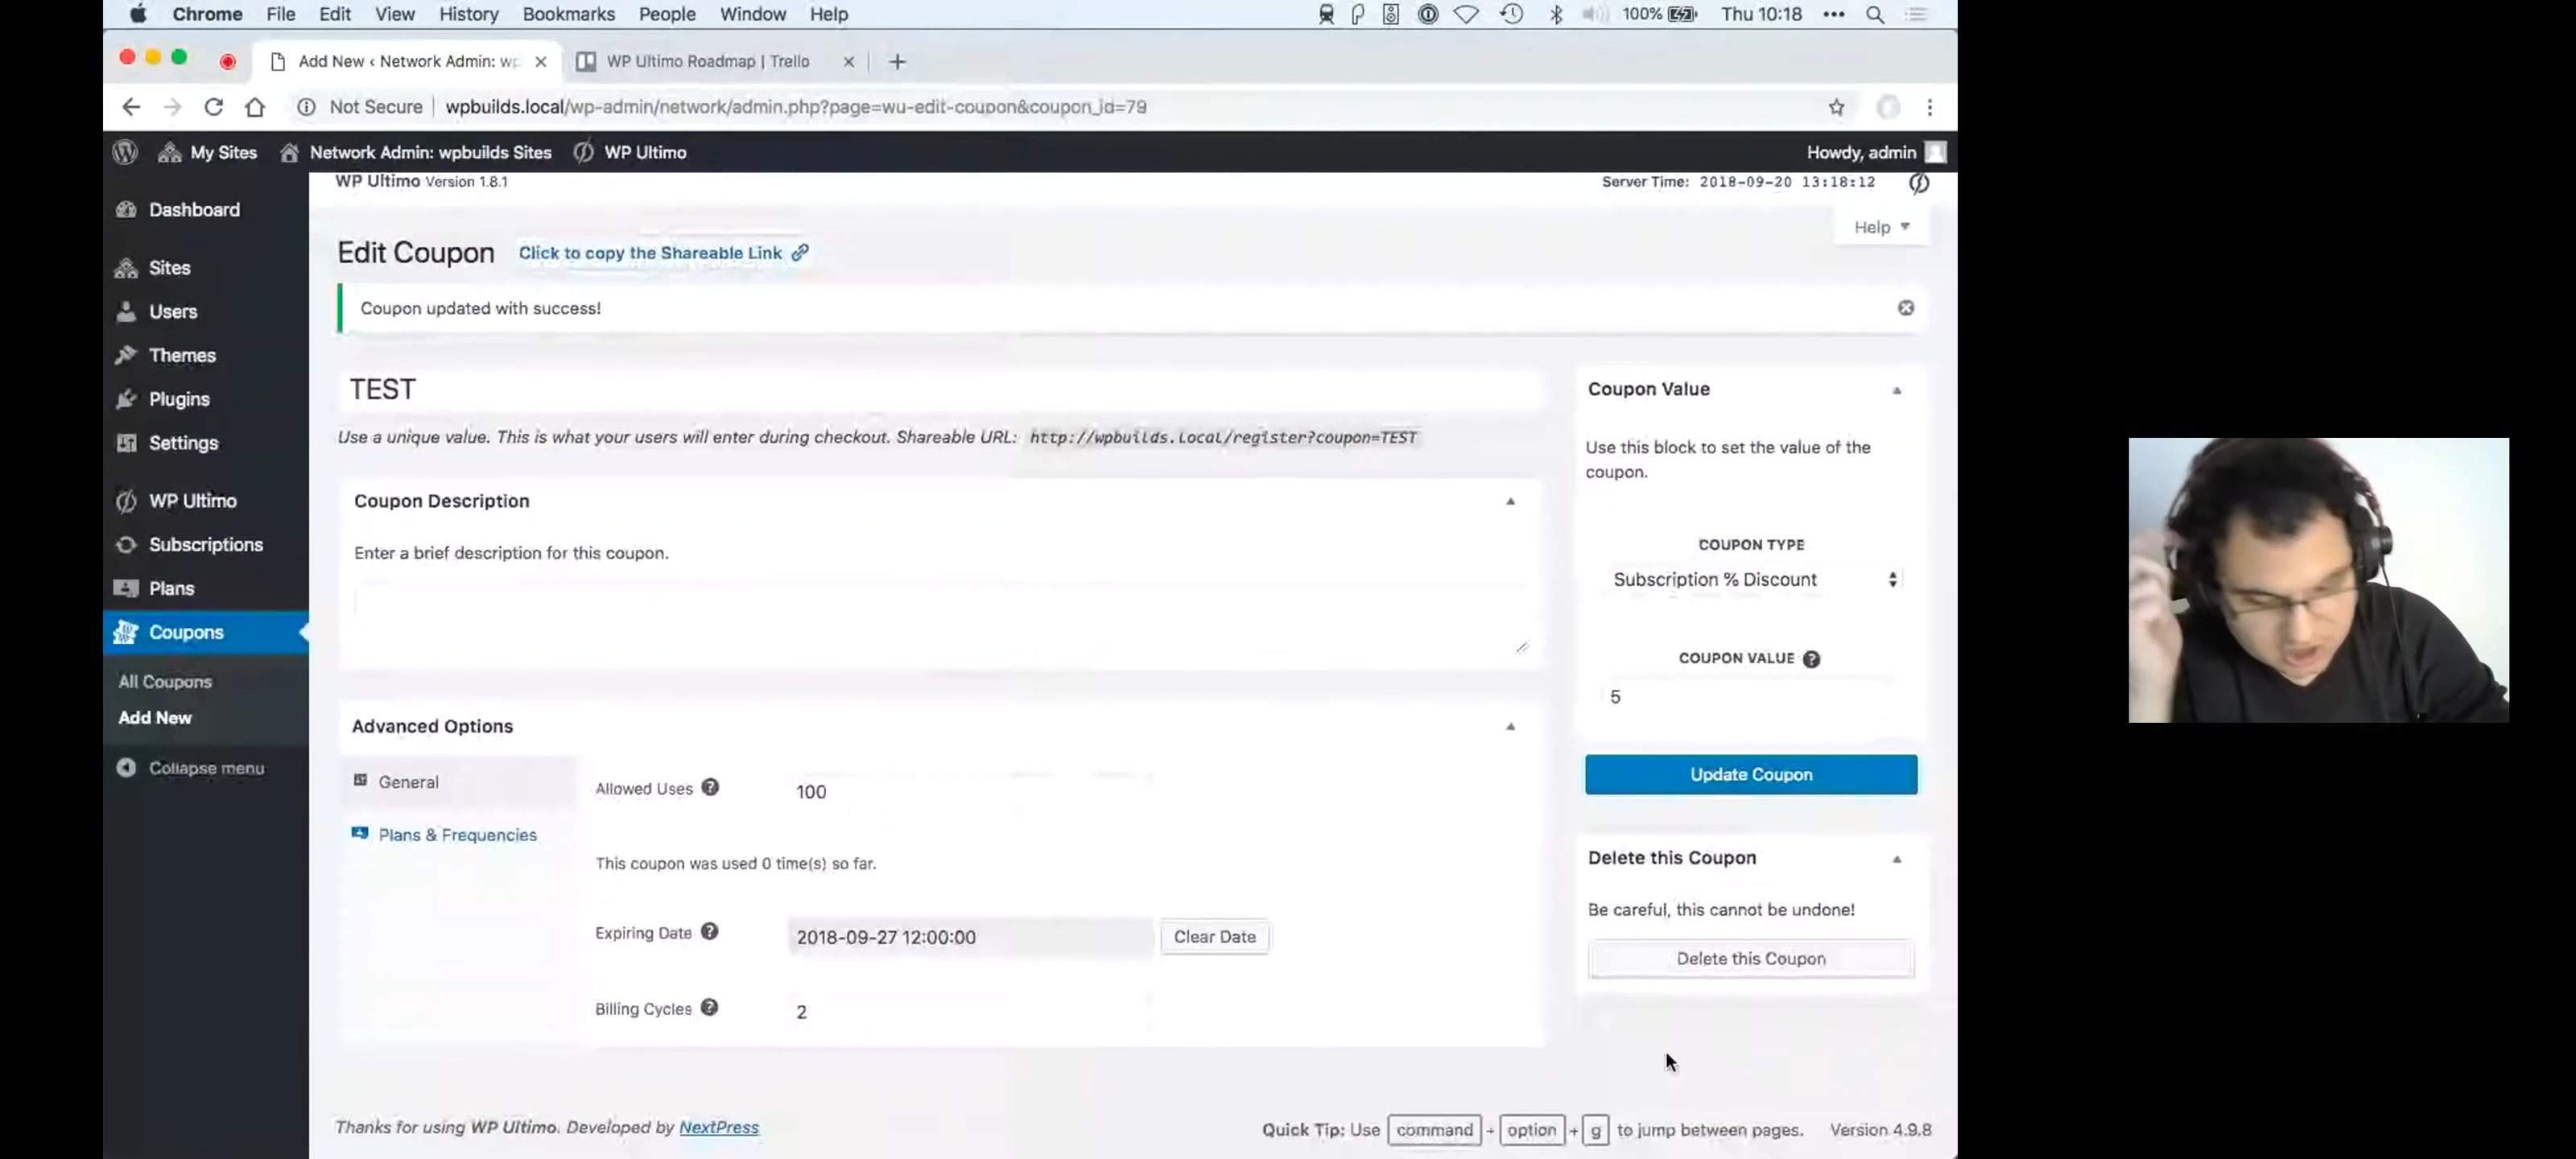 Chrome File Edit View History Bookmarks People Window Help 100% Thu 10:18
Add New ‹ Network Admin: wp WP Ultimo Roadmap | Trello
Not Secure wpbuilds.local/wp-admin/network/admin.php?page=wu-edit-coupon&coupon_id=79
My Sites Network Admin: wpbuilds Sites WP Ultimo Howdy, admin
WP Ultimo Version 1.8.1 Server Time: 2018-09-20 13:18:12
Help
Dashboard
Sites
Users
Themes
Plugins
Settings
WP Ultimo
Subscriptions
Plans
Coupons
All Coupons
Add New
Collapse menu
Edit Coupon Click to copy the Shareable Link
Coupon updated with success!
TEST
Use a unique value. This is what your users will enter during checkout. Shareable URL: http://wpbuilds.local/register?coupon=TEST
Coupon Description
Enter a brief description for this coupon.
Advanced Options
General
Plans & Frequencies
Allowed Uses 100
This coupon was used 0 time(s) so far.
Expiring Date 2018-09-27 12:00:00 Clear Date
Billing Cycles 2
Coupon Value
Use this block to set the value of the
coupon.
COUPON TYPE
Subscription % Discount
COUPON VALUE
5
Update Coupon
Delete this Coupon
Be careful, this cannot be undone!
Delete this Coupon
Thanks for using WP Ultimo. Developed by NextPress
Quick Tip: Use command + option + g to jump between pages. Version 4.9.8